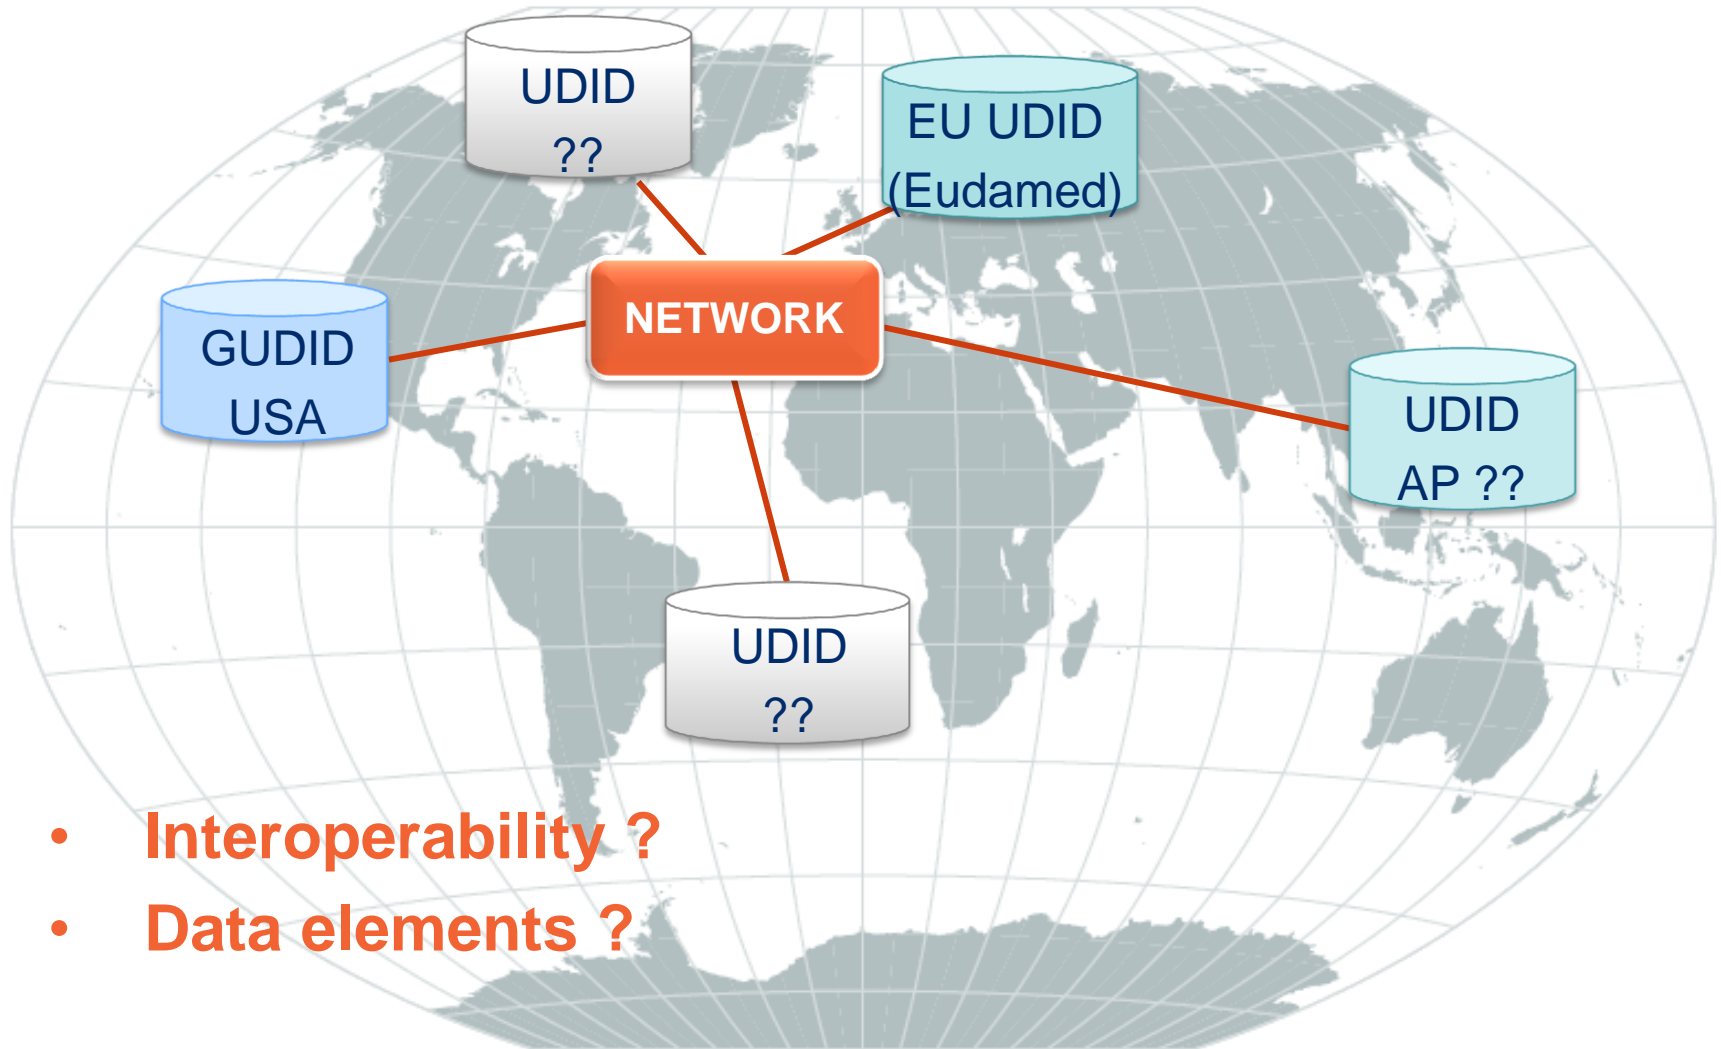 UDID
??
EU UDID
(Eudamed)
NETWORK
GUDID
USA
UDID
AP ??
UDID
??
• Interoperability ?
• Data elements ?